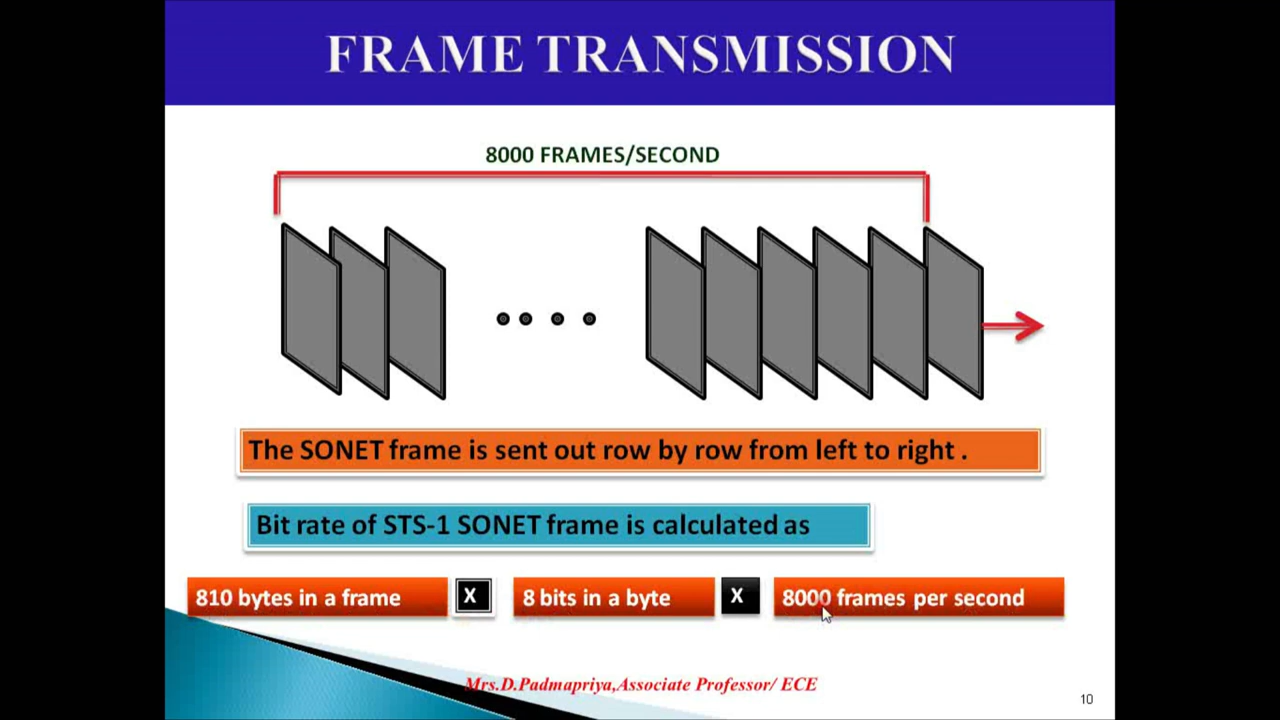 FRAME TRANSMISSION
8000 FRAMES/SECOND
The SONET frame is sent out row by row from left to right .
Bit rate of STS-1 SONET frame is calculated as
810 bytes in a frame X 8 bits in a byte X 8000 frames per second
Mrs.D.Padmapriya,Associate Professor/ ECE
10